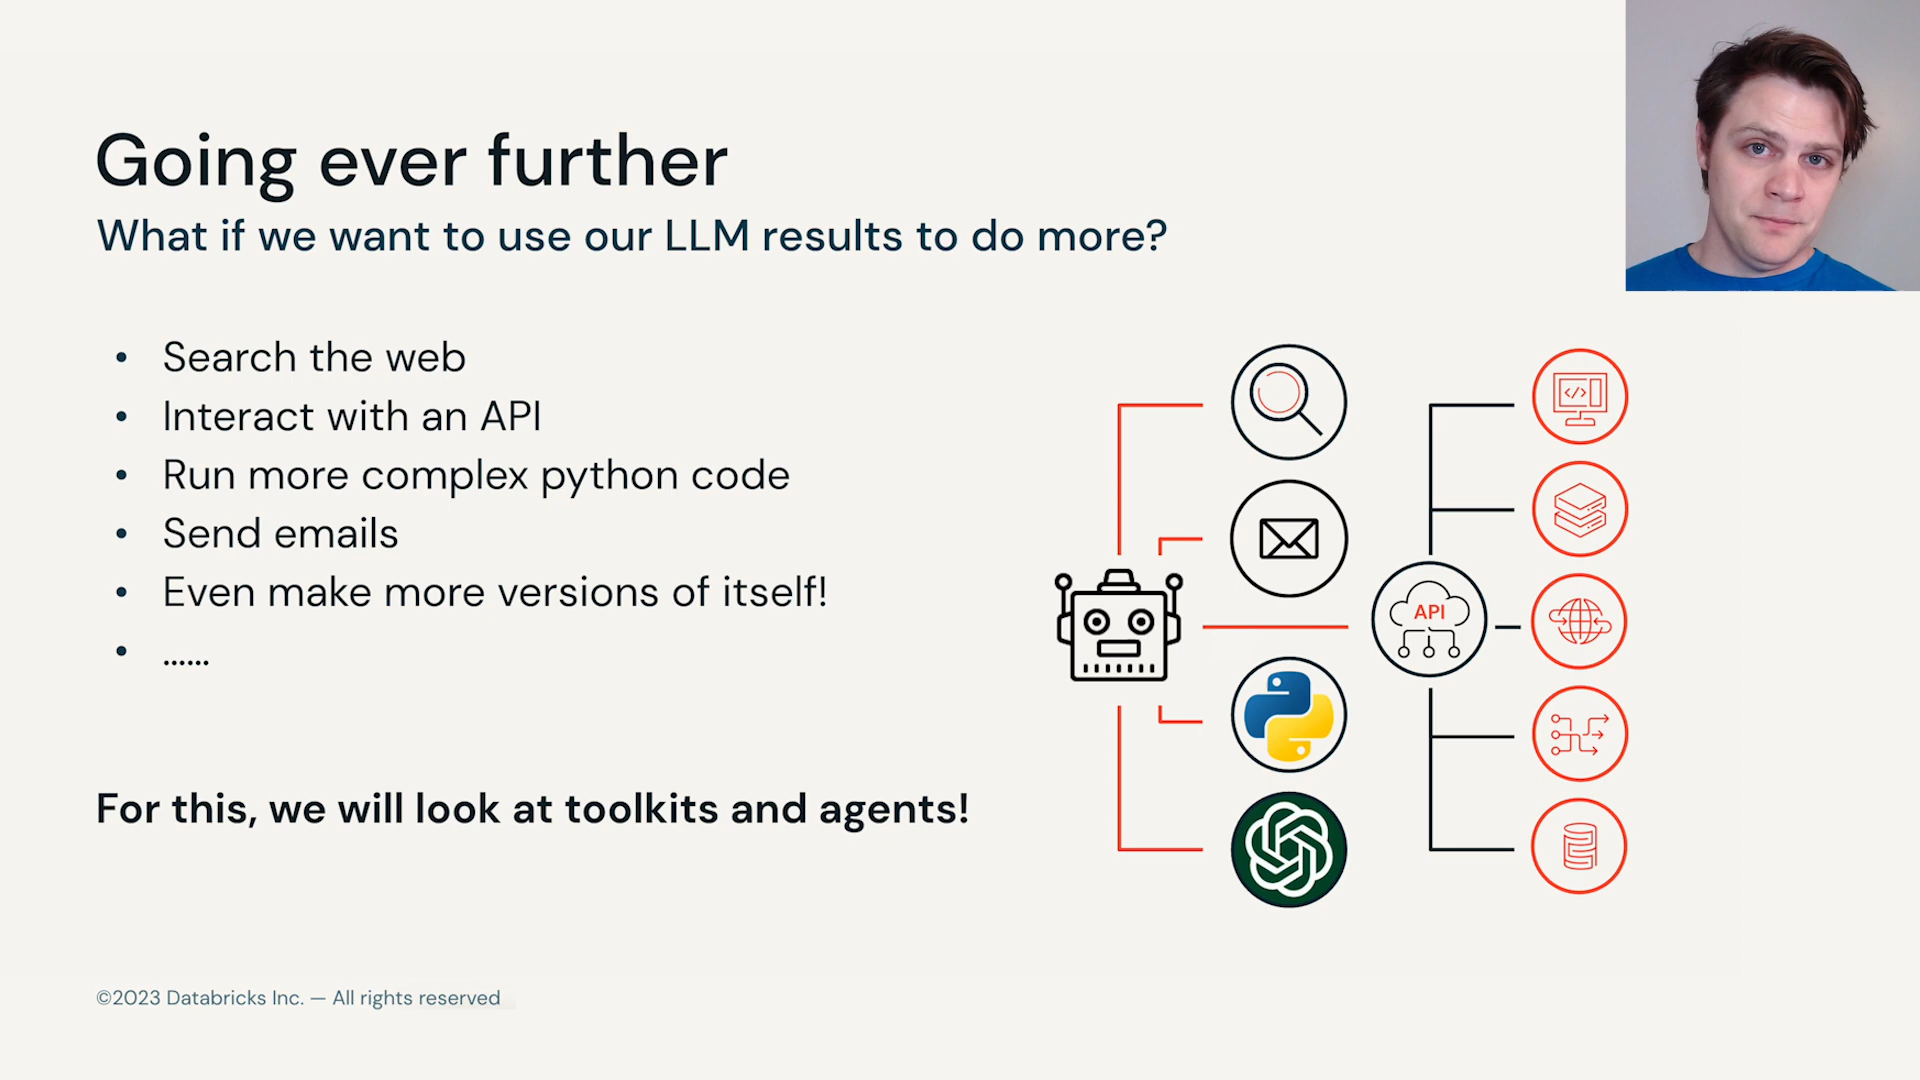 Going ever further
What if we want to use our LLM results to do more?
• Search the web
• Interact with an API
• Run more complex python code
• Send emails
• Even make more versions of itself!
• ......
For this, we will look at toolkits and agents!
</>
API
©2023 Databricks Inc. — All rights reserved